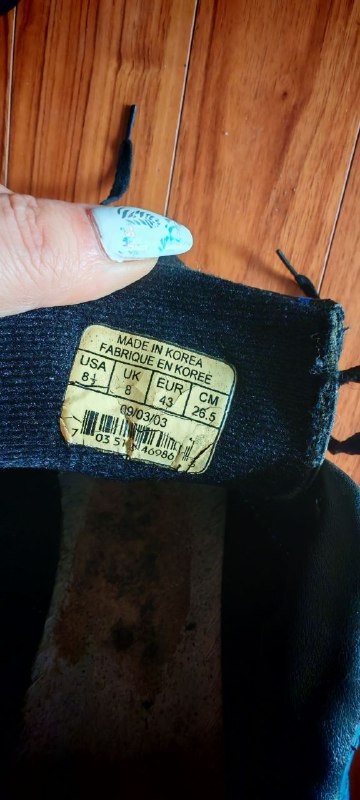 MADE IN KOREA
FABRIQUE EN KOREE
USA UK EUR CM
8½ 8 43 26.5
09/03/03
7 03 51 46986